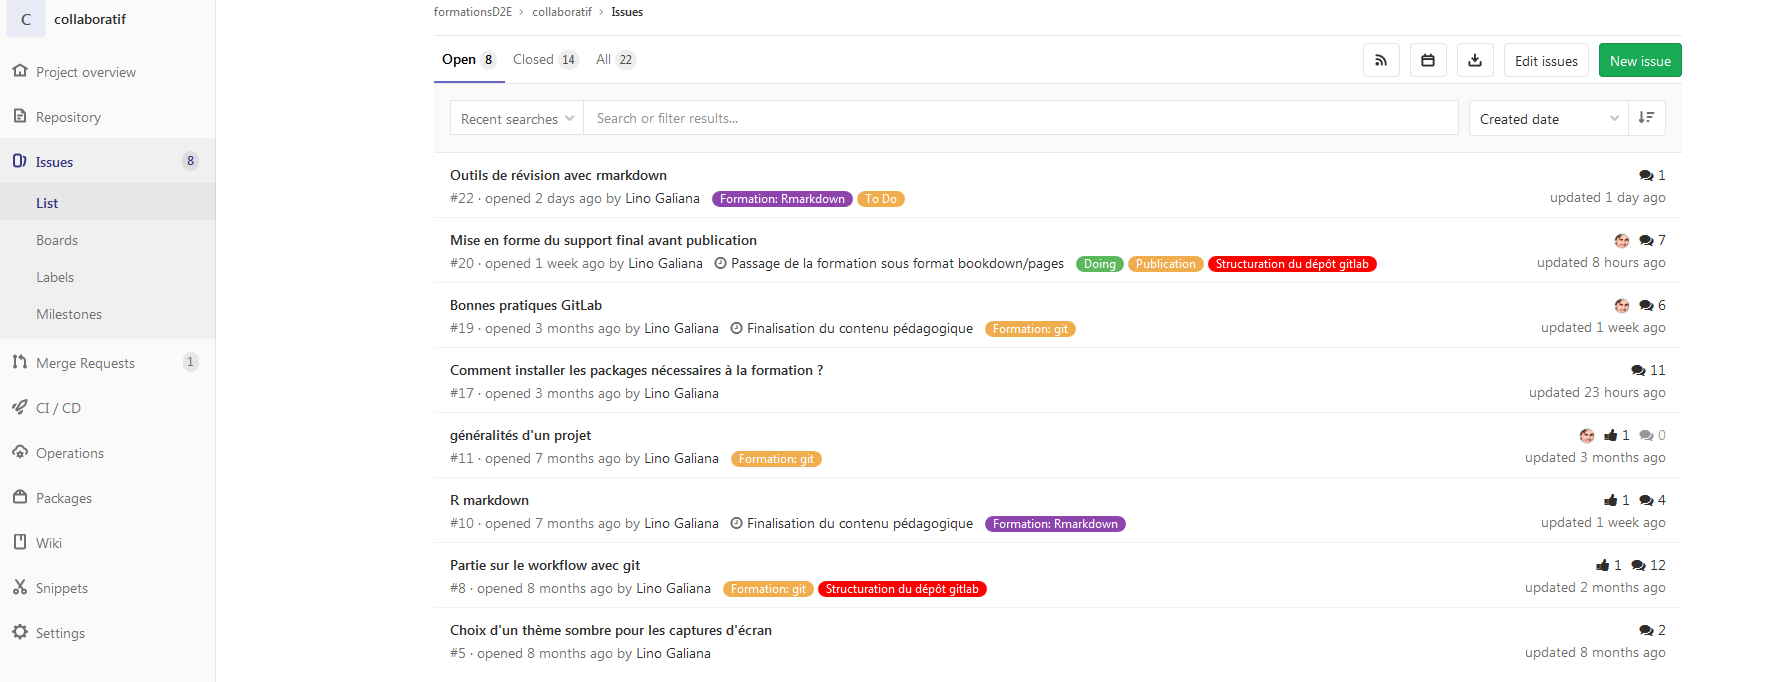 C collaboratif
Project overview
Repository
Issues 8
List
Boards
Labels
Milestones
Merge Requests 1
CI / CD
Operations
Packages
Wiki
Snippets
Settings
formationsD2E › collaboratif › Issues
Open 8 Closed 14 All 22
Edit issues New issue
Recent searches Search or filter results... Created date
Outils de révision avec rmarkdown 1
#22 · opened 2 days ago by Lino Galiana Formation: Rmarkdown To Do updated 1 day ago
Mise en forme du support final avant publication 7
#20 · opened 1 week ago by Lino Galiana Passage de la formation sous format bookdown/pages Doing Publication Structuration du dépôt gitlab updated 8 hours ago
Bonnes pratiques GitLab 6
#19 · opened 3 months ago by Lino Galiana Finalisation du contenu pédagogique Formation: git updated 1 week ago
Comment installer les packages nécessaires à la formation ? 11
#17 · opened 3 months ago by Lino Galiana updated 23 hours ago
généralités d'un projet 1 0
#11 · opened 7 months ago by Lino Galiana Formation: git updated 3 months ago
R markdown 1 4
#10 · opened 7 months ago by Lino Galiana Finalisation du contenu pédagogique Formation: Rmarkdown updated 1 week ago
Partie sur le workflow avec git 1 12
#8 · opened 8 months ago by Lino Galiana Formation: git Structuration du dépôt gitlab updated 2 months ago
Choix d'un thème sombre pour les captures d'écran 2
#5 · opened 8 months ago by Lino Galiana updated 8 months ago